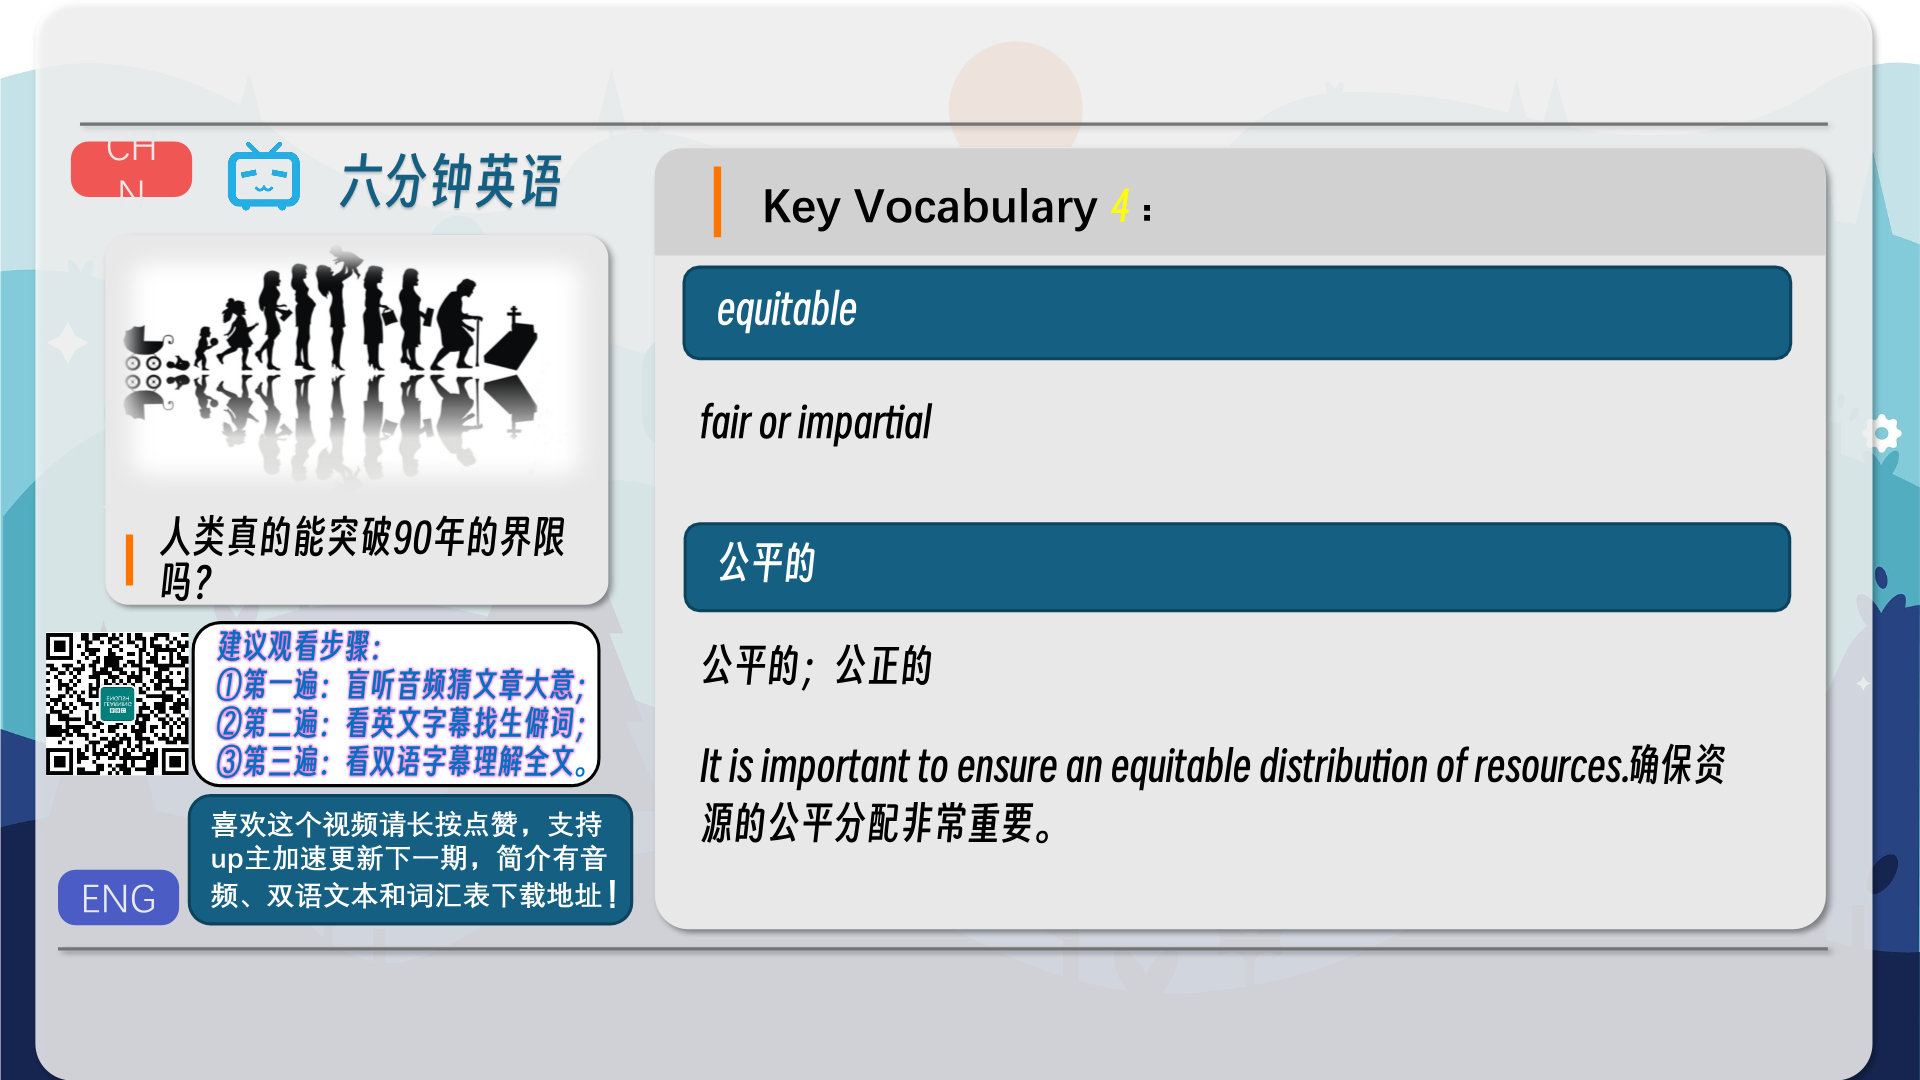 CHN
六分钟英语
人类真的能突破90年的界限
吗?
建议观看步骤：
①第一遍：盲听音频猜文章大意；
②第二遍：看英文字幕找生僻词；
③第三遍：看双语字幕理解全文。
喜欢这个视频请长按点赞，支持
up主加速更新下一期，简介有音
频、双语文本和词汇表下载地址！
ENG
Key Vocabulary 4：
equitable
fair or impartial
公平的
公平的；公正的
It is important to ensure an equitable distribution of resources.确保资
源的公平分配非常重要。